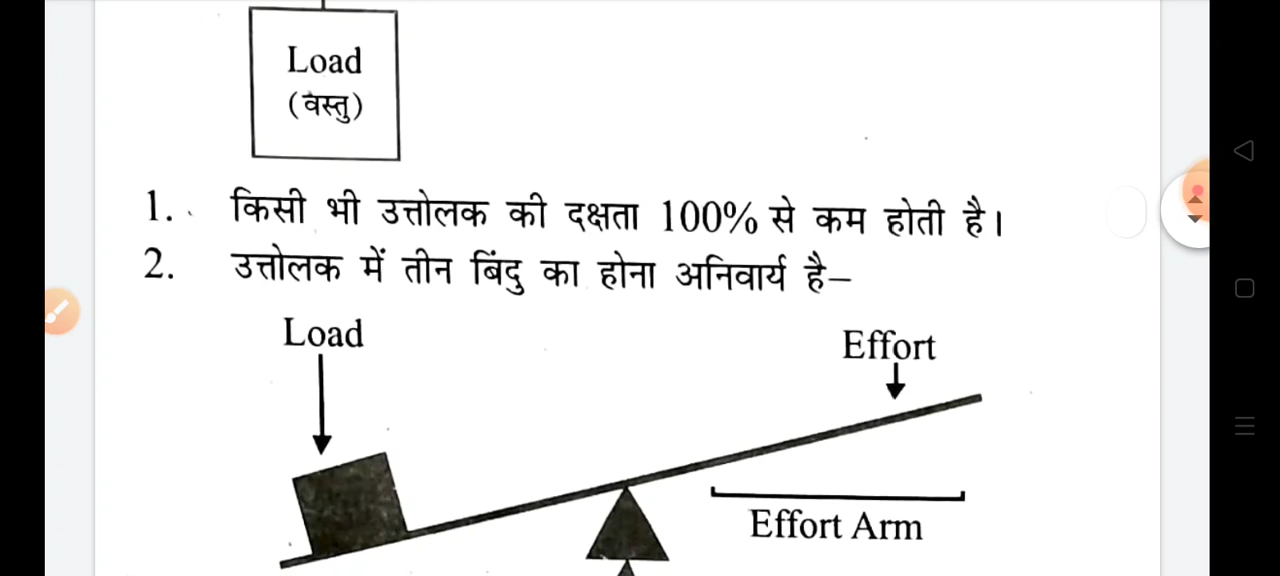 Load
(वस्तु)
1. किसी भी उत्तोलक की दक्षता 100% से कम होती है।
2. उत्तोलक में तीन बिंदु का होना अनिवार्य है–
Load
Effort
Effort Arm